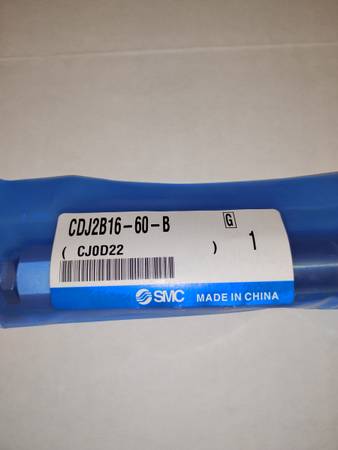 CDJ2B16-60-B G
( CJ0D22 ) 1
SMC MADE IN CHINA